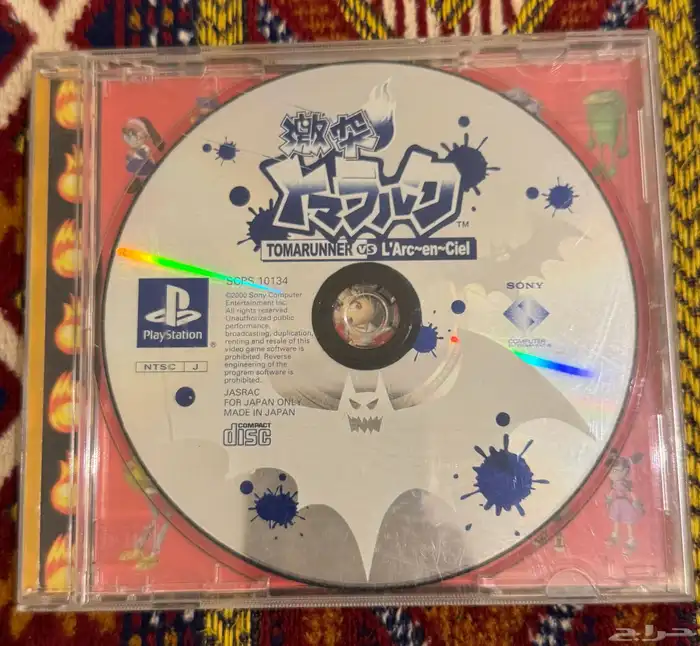 激突
トマラルク
TM
TOMARUNNER VS L'Arc~en~Ciel
SCPS 10134
©2000 Sony Computer
Entertainment Inc.
All rights reserved.
Unauthorized public
performance,
broadcasting, duplication,
renting and resale of this
video game software is
prohibited. Reverse
engineering of the
program software is
prohibited.
JASRAC
FOR JAPAN ONLY
MADE IN JAPAN
COMPACT
disc
PlayStation
®
NTSC J
SONY
COMPUTER
ENTERTAINMENT
حراج